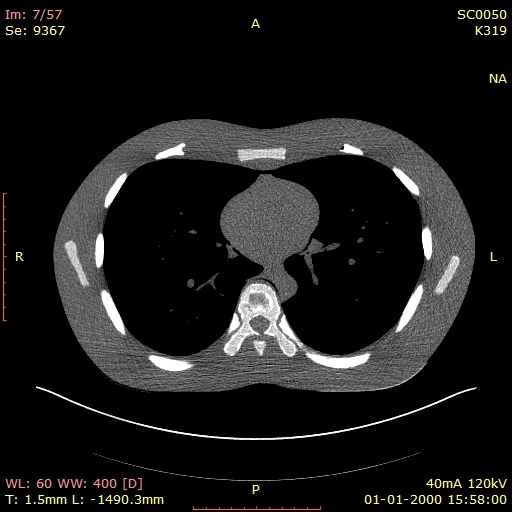 Im: 7/57
Se: 9367
A
SC0050
K319
NA
R
L
WL: 60 WW: 400 [D]
T: 1.5mm L: -1490.3mm
P
40mA 120kV
01-01-2000 15:58:00